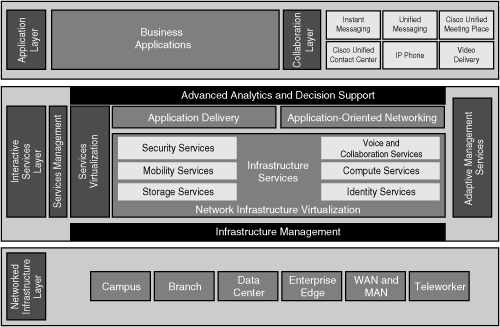 Application
Layer
Business
Applications
Collaboration
Layer
Instant
Messaging
Unified
Messaging
Cisco Unified
Meeting Place
Cisco Unified
Contact Center
IP Phone
Video
Delivery
Interactive
Services
Layer
Services Management
Advanced Analytics and Decision Support
Services
Virtualization
Application Delivery
Application-Oriented Networking
Security Services
Mobility Services
Storage Services
Infrastructure
Services
Voice and
Collaboration Services
Compute Services
Identity Services
Network Infrastructure Virtualization
Infrastructure Management
Adaptive Management
Services
Networked
Infrastructure
Layer
Campus
Branch
Data
Center
Enterprise
Edge
WAN and
MAN
Teleworker